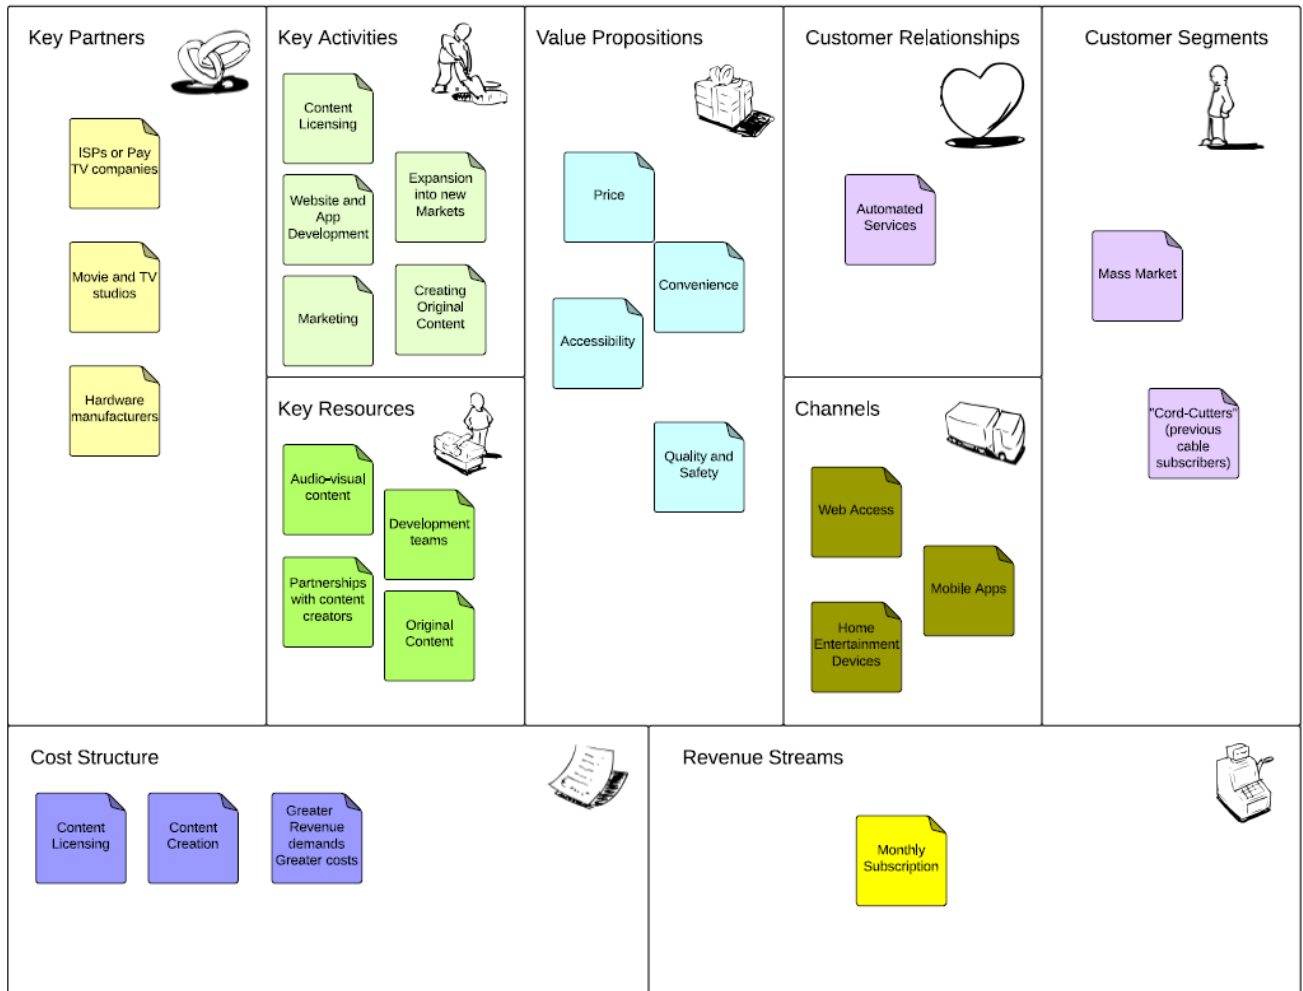 Key Partners
ISPs or Pay
TV companies
Movie and TV
studios
Hardware
manufacturers
Key Activities
Content
Licensing
Expansion
into new
Markets
Website and
App
Development
Creating
Original
Content
Marketing
Key Resources
Audio-visual
content
Development
teams
Partnerships
with content
creators
Original
Content
Value Propositions
Price
Convenience
Accessibility
Quality and
Safety
Customer Relationships
Automated
Services
Channels
Web Access
Mobile Apps
Home
Entertainment
Devices
Customer Segments
Mass Market
"Cord-Cutters"
(previous
cable
subscribers)
Cost Structure
Content
Licensing
Content
Creation
Greater
Revenue
demands
Greater costs
Revenue Streams
Monthly
Subscription